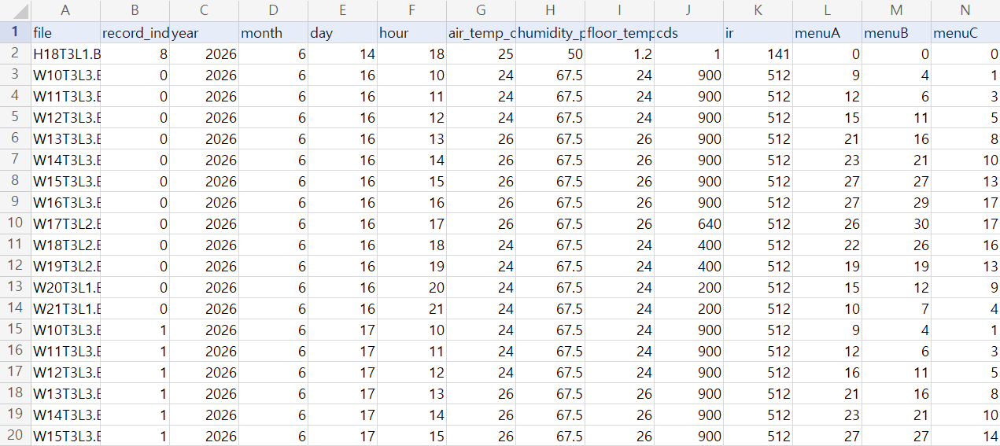 A B C D E F G H I J K L M N
1 file record_ind year month day hour air_temp_c humidity_p floor_temp cds ir menuA menuB menuC
2 H18T3L1.B 8 2026 6 14 18 25 50 1.2 1 141 0 0 0
3 W10T3L3.B 0 2026 6 16 10 24 67.5 24 900 512 9 4 1
4 W11T3L3.B 0 2026 6 16 11 24 67.5 24 900 512 12 6 3
5 W12T3L3.B 0 2026 6 16 12 24 67.5 24 900 512 15 11 5
6 W13T3L3.B 0 2026 6 16 13 26 67.5 26 900 512 21 16 8
7 W14T3L3.B 0 2026 6 16 14 26 67.5 26 900 512 23 21 10
8 W15T3L3.B 0 2026 6 16 15 26 67.5 26 900 512 27 27 13
9 W16T3L3.B 0 2026 6 16 16 26 67.5 26 900 512 27 29 17
10 W17T3L2.B 0 2026 6 16 17 26 67.5 26 640 512 26 30 17
11 W18T3L2.B 0 2026 6 16 18 24 67.5 24 400 512 22 26 16
12 W19T3L2.B 0 2026 6 16 19 24 67.5 24 400 512 19 19 13
13 W20T3L1.B 0 2026 6 16 20 24 67.5 24 200 512 15 12 9
14 W21T3L1.B 0 2026 6 16 21 24 67.5 24 200 512 10 7 4
15 W10T3L3.B 1 2026 6 17 10 24 67.5 24 900 512 9 4 1
16 W11T3L3.B 1 2026 6 17 11 24 67.5 24 900 512 12 6 3
17 W12T3L3.B 1 2026 6 17 12 24 67.5 24 900 512 16 11 5
18 W13T3L3.B 1 2026 6 17 13 26 67.5 26 900 512 21 16 8
19 W14T3L3.B 1 2026 6 17 14 26 67.5 26 900 512 23 21 10
20 W15T3L3.B 1 2026 6 17 15 26 67.5 26 900 512 27 27 14